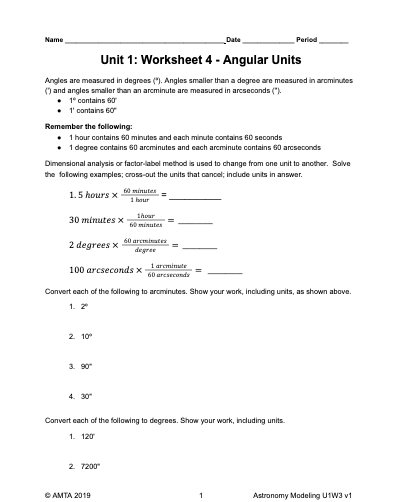 Name ______________________________________________ Date ______________ Period ________
Unit 1: Worksheet 4 - Angular Units
Angles are measured in degrees (º). Angles smaller than a degree are measured in arcminutes
(') and angles smaller than an arcminute are measured in arcseconds (").
● 1º contains 60'
● 1' contains 60"
Remember the following:
● 1 hour contains 60 minutes and each minute contains 60 seconds
● 1 degree contains 60 arcminutes and each arcminute contains 60 arcseconds
Dimensional analysis or factor-label method is used to change from one unit to another. Solve
the following examples; cross-out the units that cancel; include units in answer.
1.5 hours × 60 minutes / 1 hour = ____________
30 minutes × 1hour / 60 minutes = ________
2 degrees × 60 arcminutes / degree = ________
100 arcseconds × 1 arcminute / 60 arcseconds = ________
Convert each of the following to arcminutes. Show your work, including units, as shown above.
1. 2º
2. 10º
3. 90"
4. 30"
Convert each of the following to degrees. Show your work, including units.
1. 120'
2. 7200"
© AMTA 2019 1 Astronomy Modeling U1W3 v1